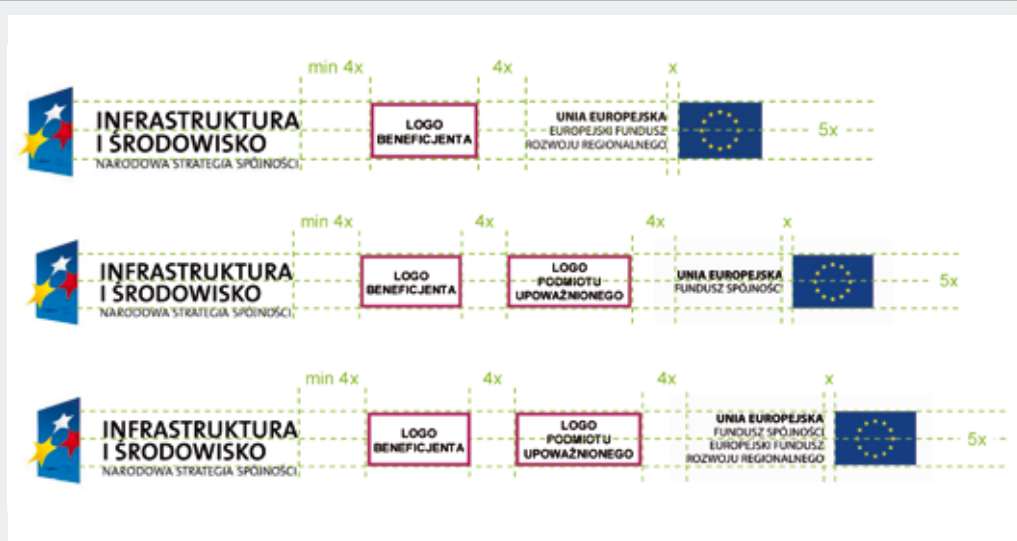 min 4x
4x
x
INFRASTRUKTURA
I ŚRODOWISKO
NARODOWA STRATEGIA SPÓJNOŚCI
LOGO
BENEFICJENTA
UNIA EUROPEJSKA
EUROPEJSKI FUNDUSZ
ROZWOJU REGIONALNEGO
5x
min 4x
4x
4x
x
INFRASTRUKTURA
I ŚRODOWISKO
NARODOWA STRATEGIA SPÓJNOŚCI
LOGO
BENEFICJENTA
LOGO
PODMIOTU
UPOWAŻNIONEGO
UNIA EUROPEJSKA
FUNDUSZ SPÓJNOŚCI
5x
min 4x
4x
4x
x
INFRASTRUKTURA
I ŚRODOWISKO
NARODOWA STRATEGIA SPÓJNOŚCI
LOGO
BENEFICJENTA
LOGO
PODMIOTU
UPOWAŻNIONEGO
UNIA EUROPEJSKA
FUNDUSZ SPÓJNOŚCI
EUROPEJSKI FUNDUSZ
ROZWOJU REGIONALNEGO
5x